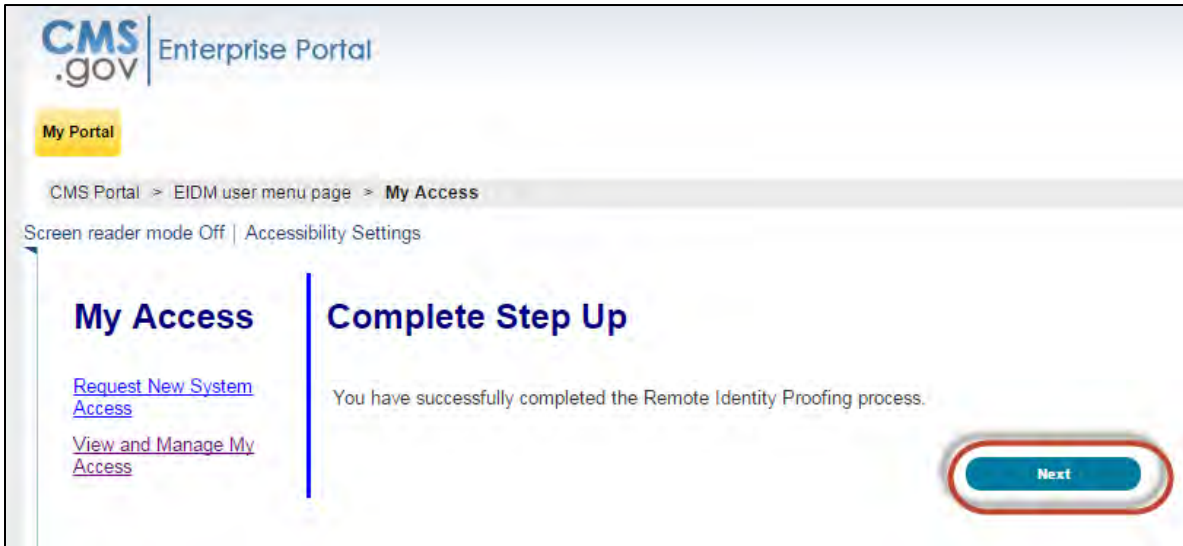 CMS
.gov
Enterprise Portal
My Portal
CMS Portal > EIDM user menu page > My Access
Screen reader mode Off | Accessibility Settings
My Access
Request New System
Access
View and Manage My
Access
Complete Step Up
You have successfully completed the Remote Identity Proofing process.
Next